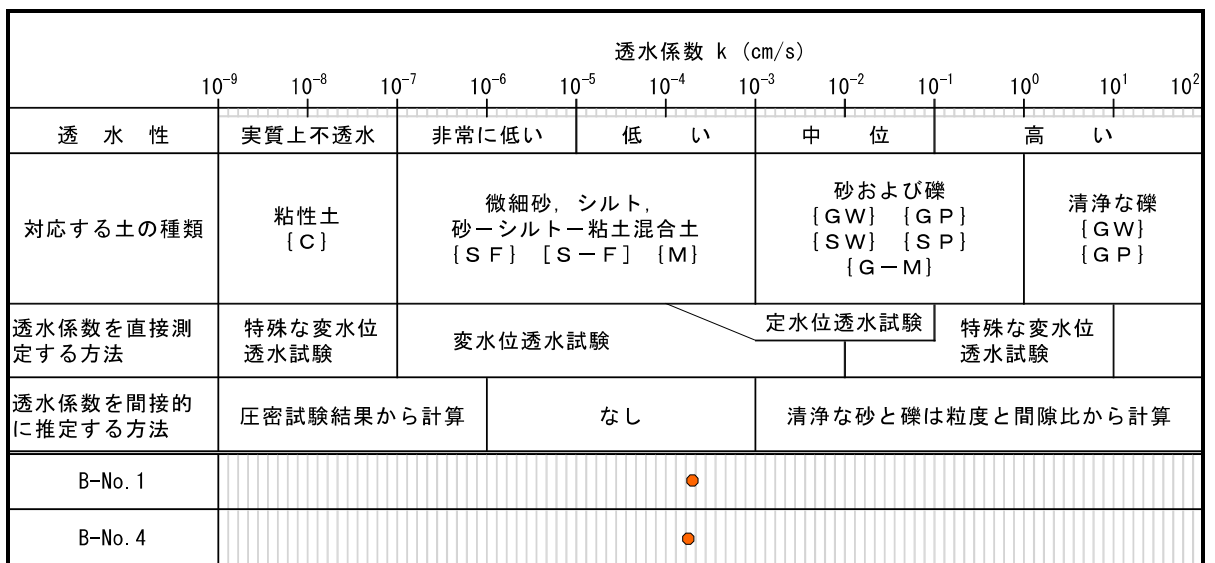 透水係数 k (cm/s)
10⁻⁹ 10⁻⁸ 10⁻⁷ 10⁻⁶ 10⁻⁵ 10⁻⁴ 10⁻³ 10⁻² 10⁻¹ 10⁰ 10¹ 10²
透水性 実質上不透水 非常に低い 低い 中位 高い
対応する土の種類
粘性土
{C}
微細砂,シルト,
砂−シルト−粘土混合土
{SF} [S−F] {M}
砂および礫
{GW} {GP}
{SW} {SP}
{G−M}
清浄な礫
{GW}
{GP}
透水係数を直接測
定する方法
特殊な変水位
透水試験
変水位透水試験
定水位透水試験
特殊な変水位
透水試験
透水係数を間接的
に推定する方法
圧密試験結果から計算
なし
清浄な砂と礫は粒度と間隙比から計算
B-No.1
B-No.4